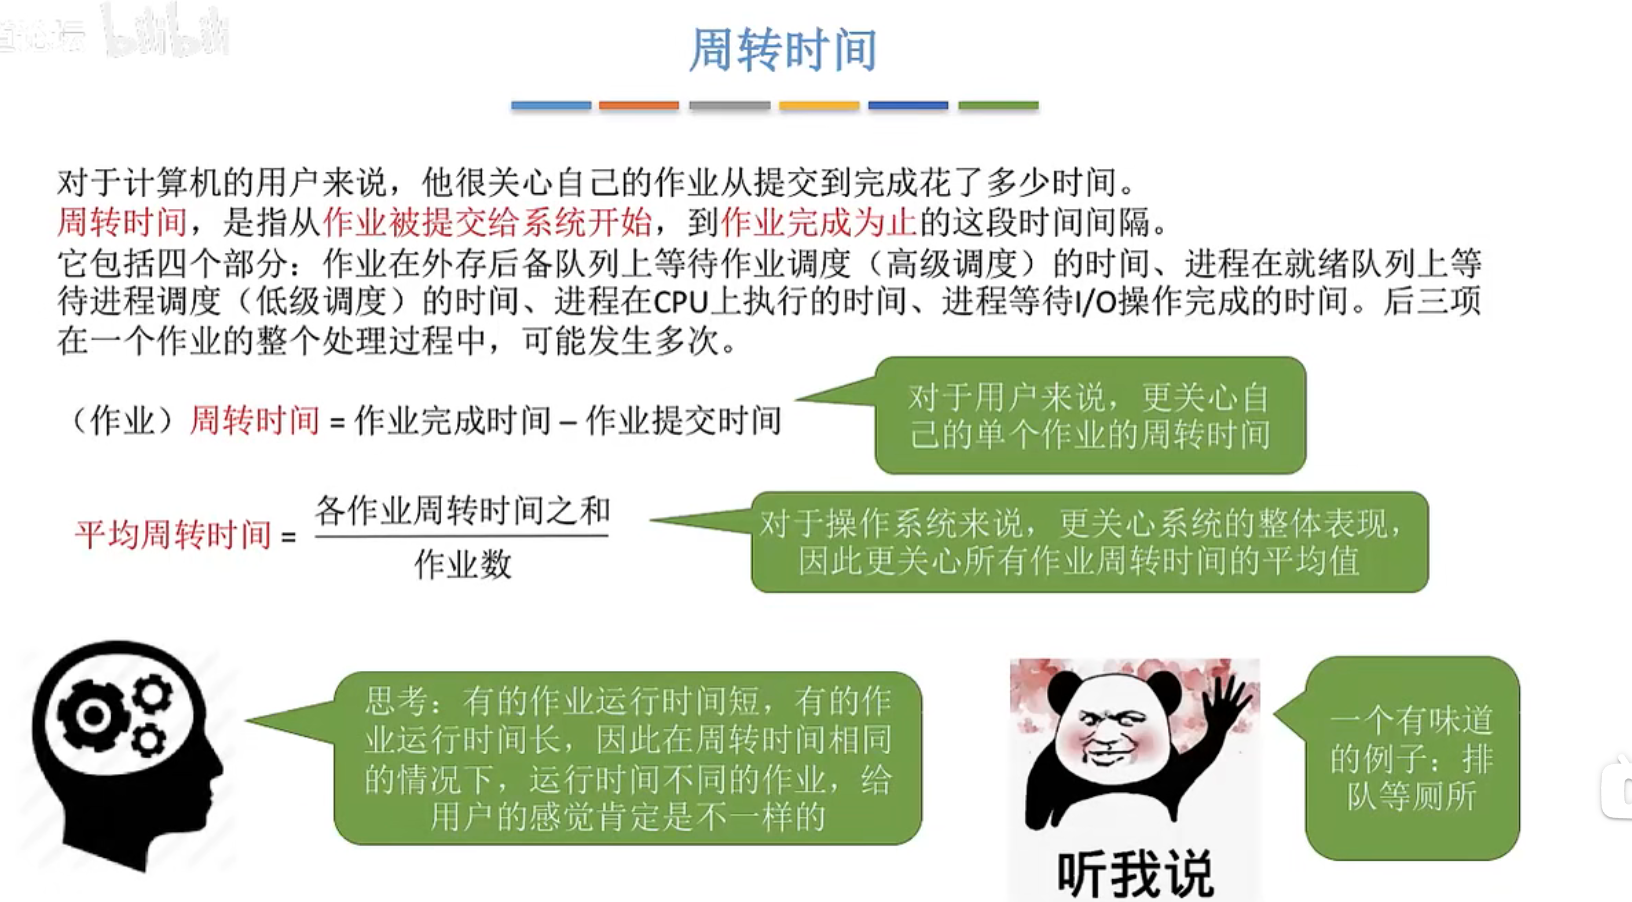 bilibili
周转时间
对于计算机的用户来说，他很关心自己的作业从提交到完成花了多少时间。
周转时间，是指从作业被提交给系统开始，到作业完成为止的这段时间间隔。
它包括四个部分：作业在外存后备队列上等待作业调度（高级调度）的时间、进程在就绪队列上等
待进程调度（低级调度）的时间、进程在CPU上执行的时间、进程等待I/O操作完成的时间。后三项
在一个作业的整个处理过程中，可能发生多次。
对于用户来说，更关心自
己的单个作业的周转时间
（作业）周转时间 = 作业完成时间 – 作业提交时间
各作业周转时间之和
平均周转时间 =
作业数
对于操作系统来说，更关心系统的整体表现，
因此更关心所有作业周转时间的平均值
思考：有的作业运行时间短，有的作
业运行时间长，因此在周转时间相同
的情况下，运行时间不同的作业，给
用户的感觉肯定是不一样的
听我说
一个有味道
的例子：排
队等厕所